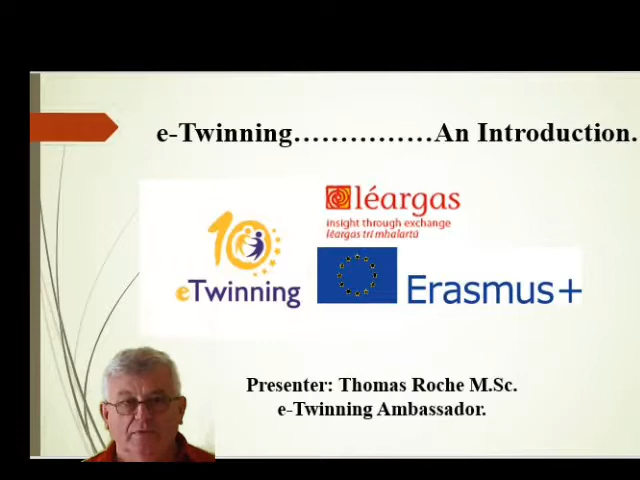 e-Twinning……………An Introduction.
léargas
insight through exchange
léargas trí mhalartú
10
eTwinning
Erasmus+
Presenter: Thomas Roche M.Sc.
e-Twinning Ambassador.